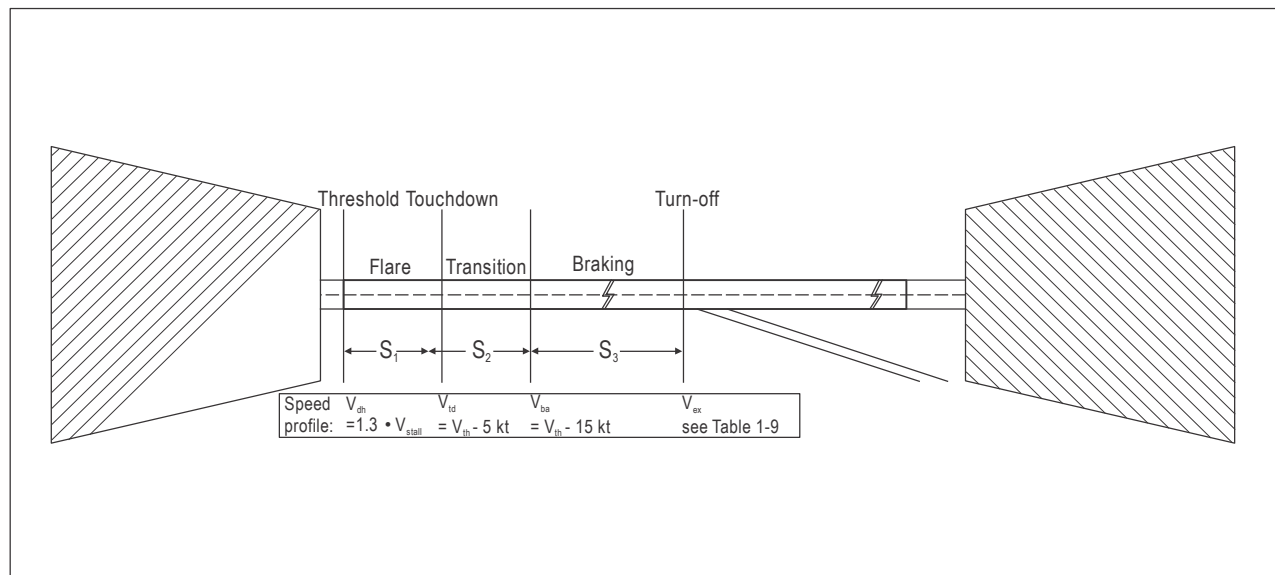 Threshold Touchdown Turn-off
Flare Transition Braking
S₁ S₂ S₃
Speed V_dh V_td V_ba V_ex
profile: =1.3 • V_stall = V_th - 5 kt = V_th - 15 kt see Table 1-9